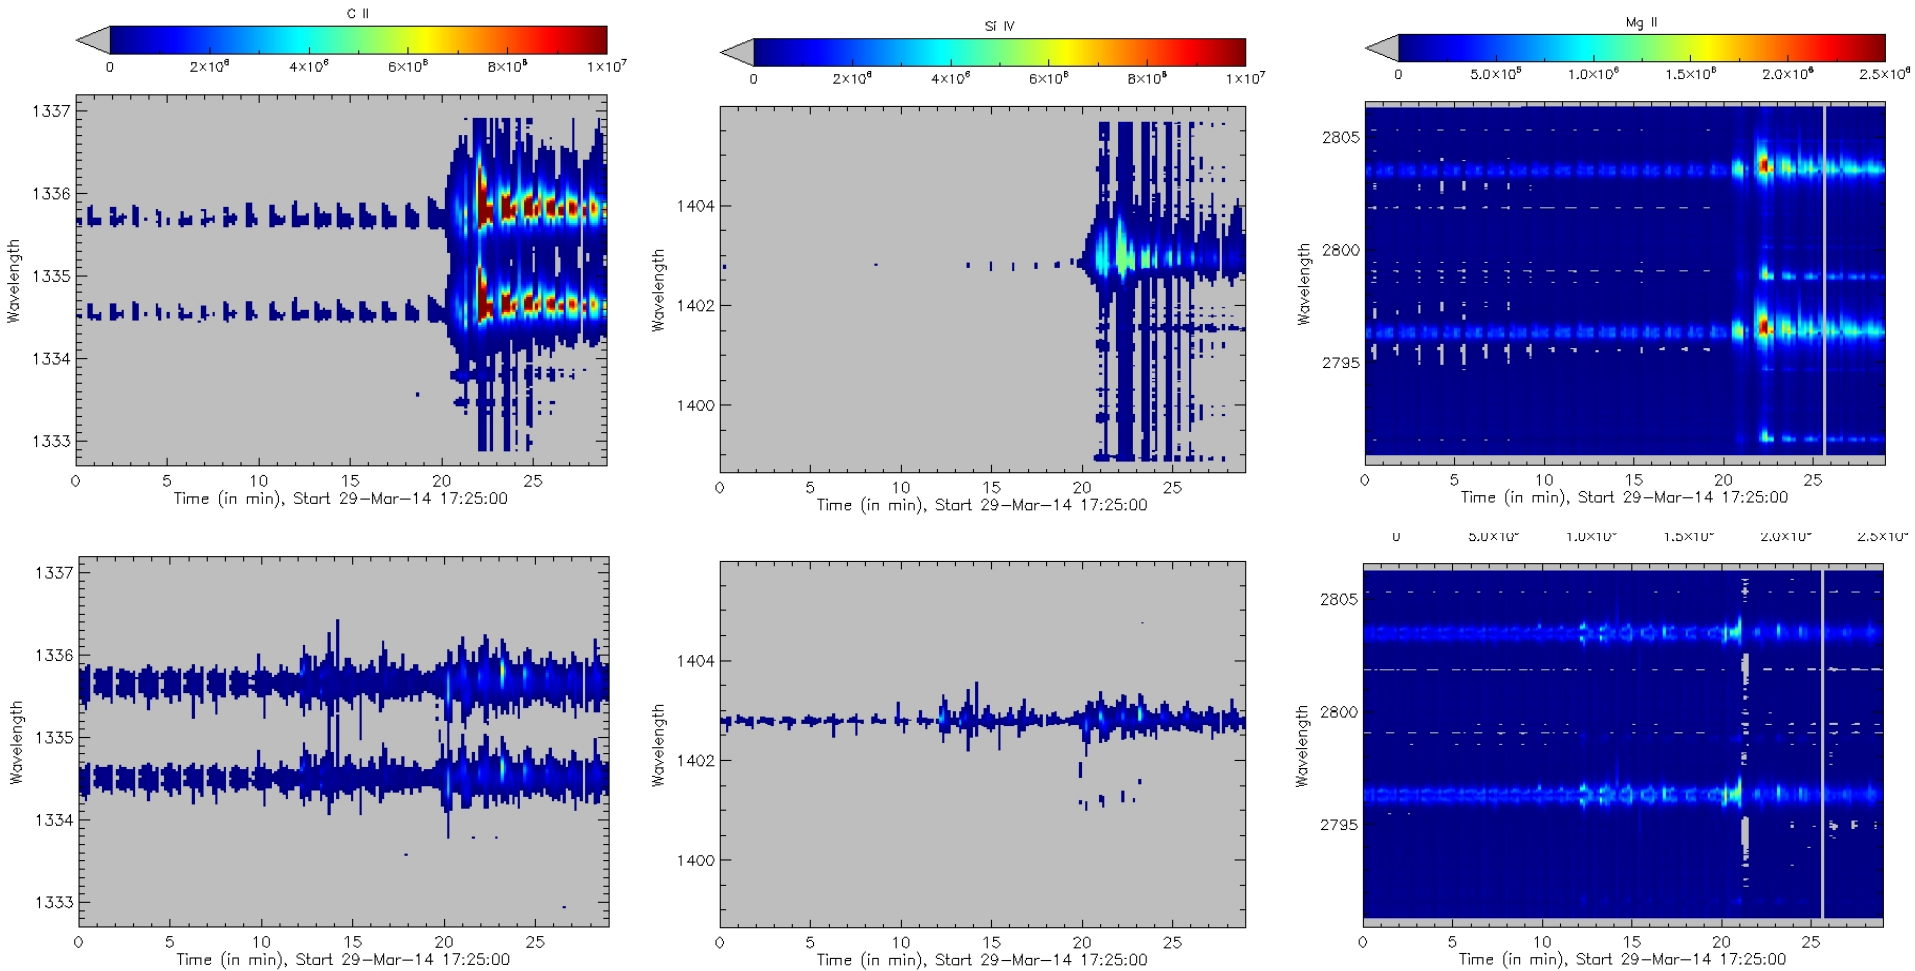 C II
Si IV
Mg II
0 2×10⁶ 4×10⁶ 6×10⁶ 8×10⁶ 1×10⁷
0 2×10⁶ 4×10⁶ 6×10⁶ 8×10⁶ 1×10⁷
0 5.0×10⁵ 1.0×10⁶ 1.5×10⁶ 2.0×10⁶ 2.5×10⁶
Wavelength
1337
1336
1335
1334
1333
0 5 10 15 20 25
Time (in min), Start 29-Mar-14 17:25:00
Wavelength
1404
1402
1400
0 5 10 15 20 25
Time (in min), Start 29-Mar-14 17:25:00
Wavelength
2805
2800
2795
0 5 10 15 20 25
Time (in min), Start 29-Mar-14 17:25:00
Wavelength
1337
1336
1335
1334
1333
0 5 10 15 20 25
Time (in min), Start 29-Mar-14 17:25:00
Wavelength
1404
1402
1400
0 5 10 15 20 25
Time (in min), Start 29-Mar-14 17:25:00
Wavelength
2805
2800
2795
0 5 10 15 20 25
Time (in min), Start 29-Mar-14 17:25:00